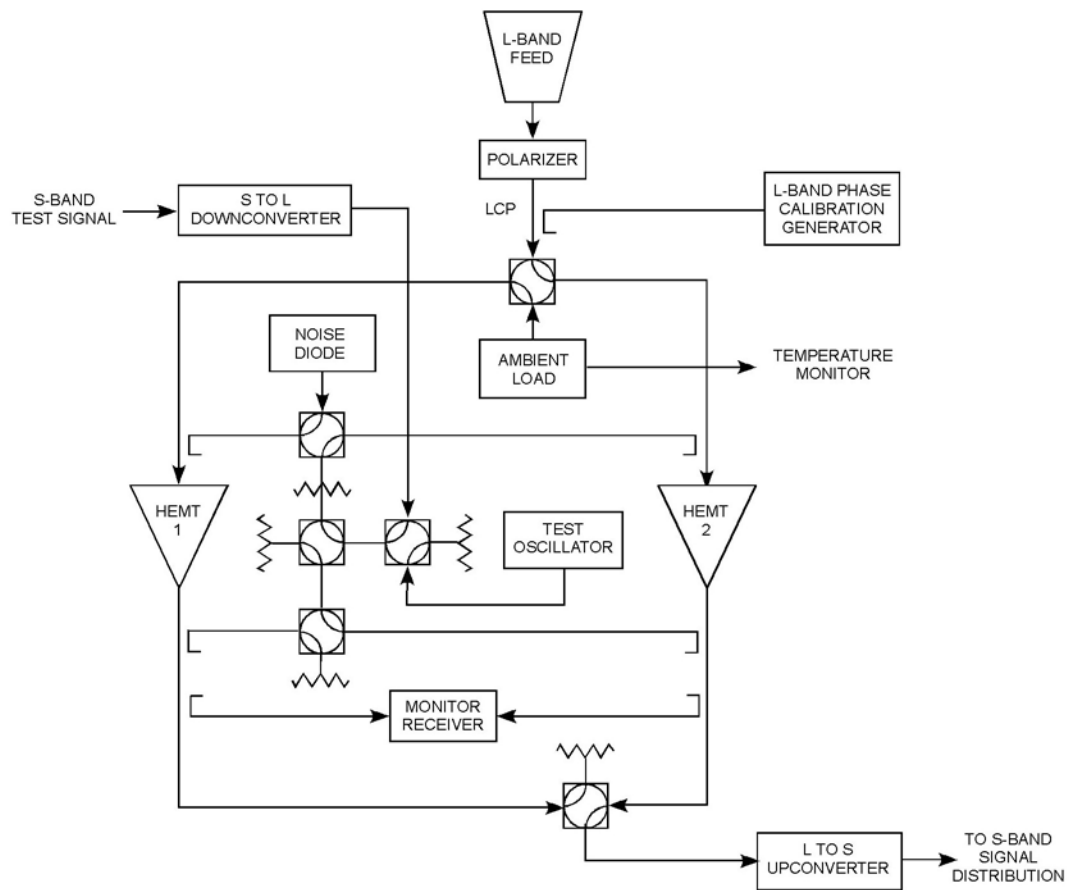 L-BAND
FEED
POLARIZER
S-BAND
TEST SIGNAL
S TO L
DOWNCONVERTER
LCP
L-BAND PHASE
CALIBRATION
GENERATOR
NOISE
DIODE
AMBIENT
LOAD
TEMPERATURE
MONITOR
HEMT
1
TEST
OSCILLATOR
HEMT
2
MONITOR
RECEIVER
L TO S
UPCONVERTER
TO S-BAND
SIGNAL
DISTRIBUTION